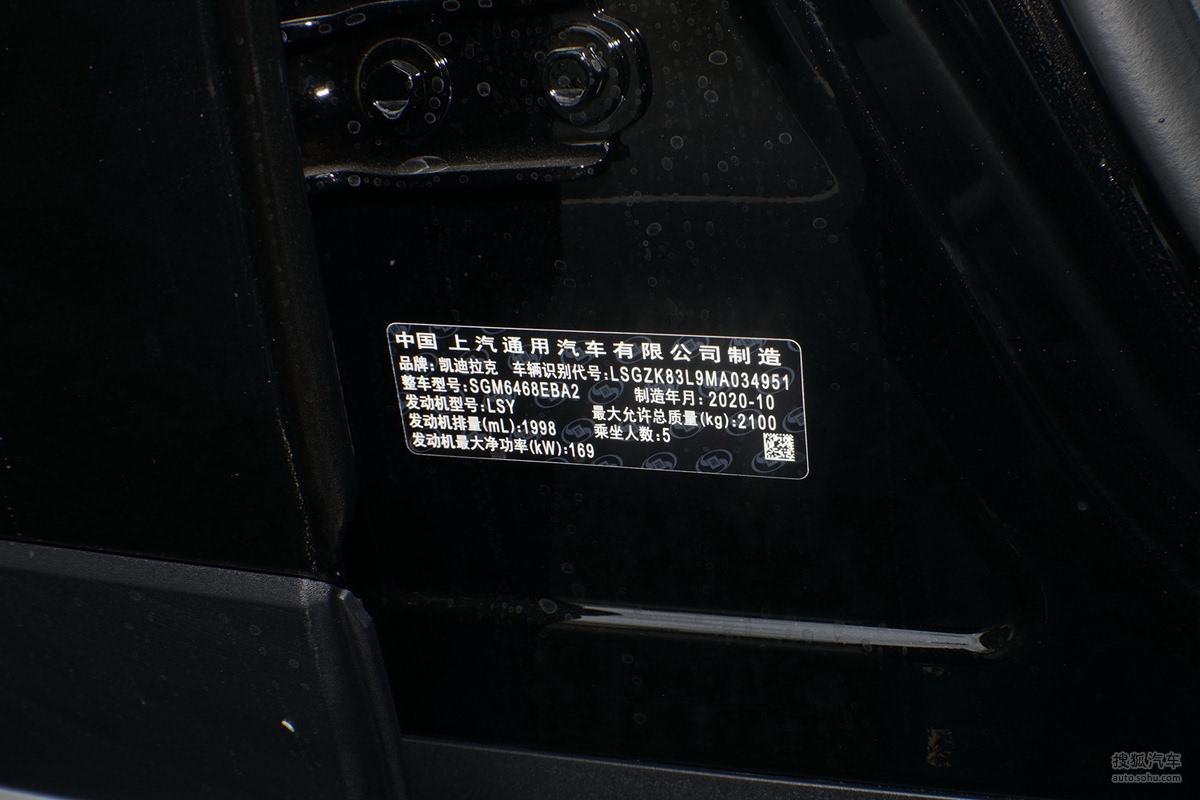 中国 上汽通用汽车有限公司制造
品牌:凯迪拉克 车辆识别代号:LSGZK83L9MA034951
整车型号:SGM6468EBA2 制造年月:2020-10
发动机型号:LSY 最大允许总质量(kg):2100
发动机排量(mL):1998 乘坐人数:5
发动机最大净功率(kW):169
搜狐汽车
auto.sohu.com